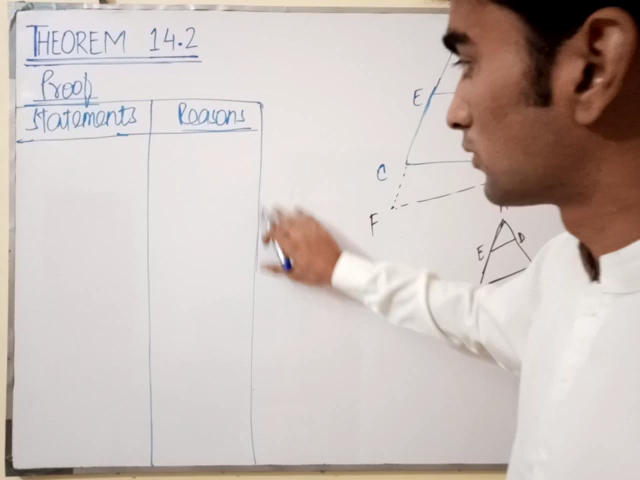 THEOREM 14.2
Proof
Statements Reasons
E
C
F
E D